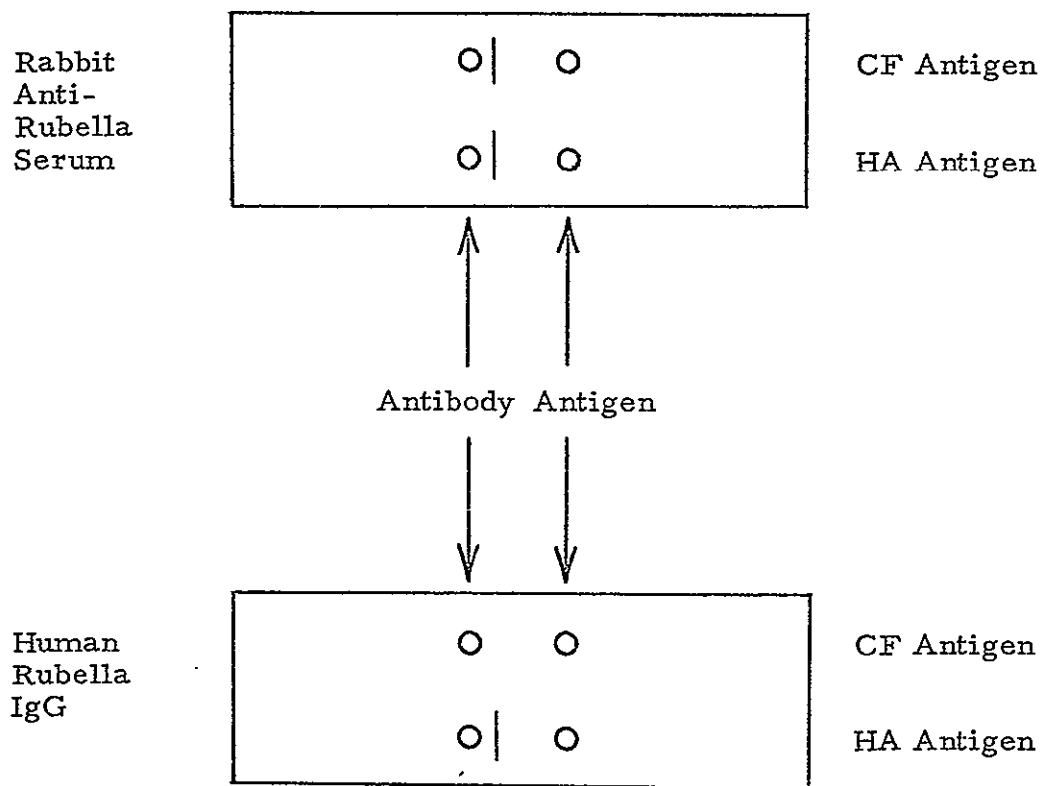 Rabbit
Anti-
Rubella
Serum
CF Antigen
HA Antigen
Antibody Antigen
Human
Rubella
IgG
CF Antigen
HA Antigen